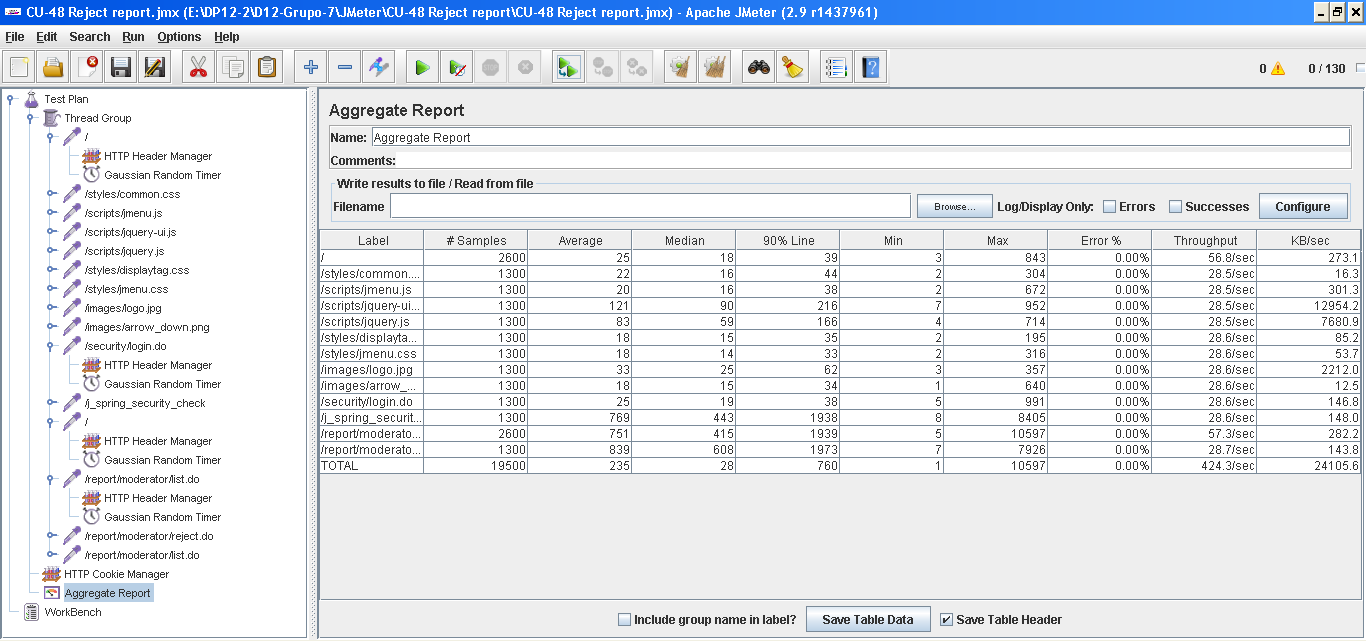 CU-48 Reject report.jmx (E:\DP12-2\D12-Grupo-7\JMeter\CU-48 Reject report\CU-48 Reject report.jmx) - Apache JMeter (2.9 r1437961)
File Edit Search Run Options Help
0 0 / 130
Test Plan
Thread Group
/
HTTP Header Manager
Gaussian Random Timer
/styles/common.css
/scripts/jmenu.js
/scripts/jquery-ui.js
/scripts/jquery.js
/styles/displaytag.css
/styles/jmenu.css
/images/logo.jpg
/images/arrow_down.png
/security/login.do
HTTP Header Manager
Gaussian Random Timer
/j_spring_security_check
/
HTTP Header Manager
Gaussian Random Timer
/report/moderator/list.do
HTTP Header Manager
Gaussian Random Timer
/report/moderator/reject.do
/report/moderator/list.do
HTTP Cookie Manager
Aggregate Report
WorkBench
Aggregate Report
Name: Aggregate Report
Comments:
Write results to file / Read from file
Filename Browse... Log/Display Only: Errors Successes Configure
Label # Samples Average Median 90% Line Min Max Error % Throughput KB/sec
/ 2600 25 18 39 3 843 0.00% 56.8/sec 273.1
/styles/common.... 1300 22 16 44 2 304 0.00% 28.5/sec 16.3
/scripts/jmenu.js 1300 20 16 38 2 672 0.00% 28.5/sec 301.3
/scripts/jquery-ui... 1300 121 90 216 7 952 0.00% 28.5/sec 12954.2
/scripts/jquery.js 1300 83 59 166 4 714 0.00% 28.5/sec 7680.9
/styles/displayta... 1300 18 15 35 2 195 0.00% 28.6/sec 85.2
/styles/jmenu.css 1300 18 14 33 2 316 0.00% 28.6/sec 53.7
/images/logo.jpg 1300 33 25 62 3 357 0.00% 28.6/sec 2212.0
/images/arrow_... 1300 18 15 34 1 640 0.00% 28.6/sec 12.5
/security/login.do 1300 25 19 38 5 991 0.00% 28.6/sec 146.8
/j_spring_securit... 1300 769 443 1938 8 8405 0.00% 28.6/sec 148.0
/report/moderato... 2600 751 415 1939 5 10597 0.00% 57.3/sec 282.2
/report/moderato... 1300 839 608 1973 7 7926 0.00% 28.7/sec 143.8
TOTAL 19500 235 28 760 1 10597 0.00% 424.3/sec 24105.6
Include group name in label? Save Table Data Save Table Header